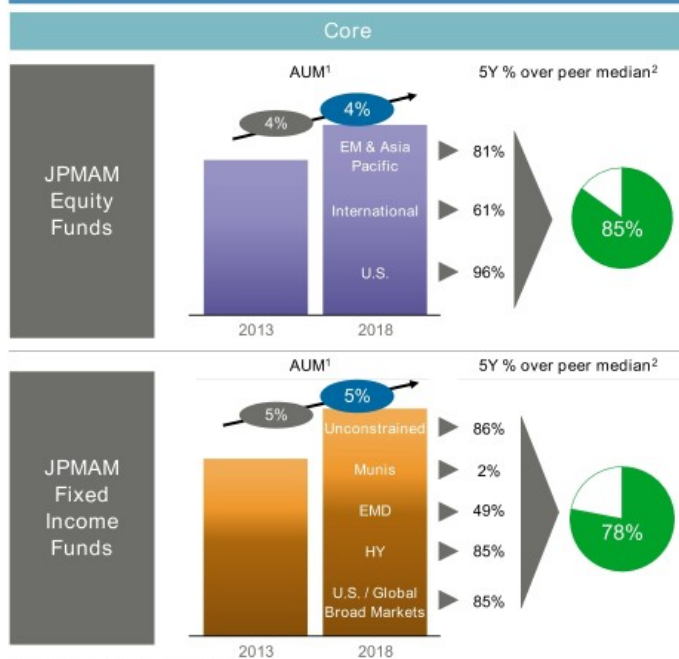 Core
JPMAM
Equity
Funds
AUM¹
5Y % over peer median²
4%
4%
EM & Asia
Pacific
81%
International
61%
U.S.
96%
85%
2013
2018
JPMAM
Fixed
Income
Funds
AUM¹
5Y % over peer median²
5%
5%
Unconstrained
86%
Munis
2%
EMD
49%
HY
85%
U.S. / Global
Broad Markets
85%
78%
2013
2018